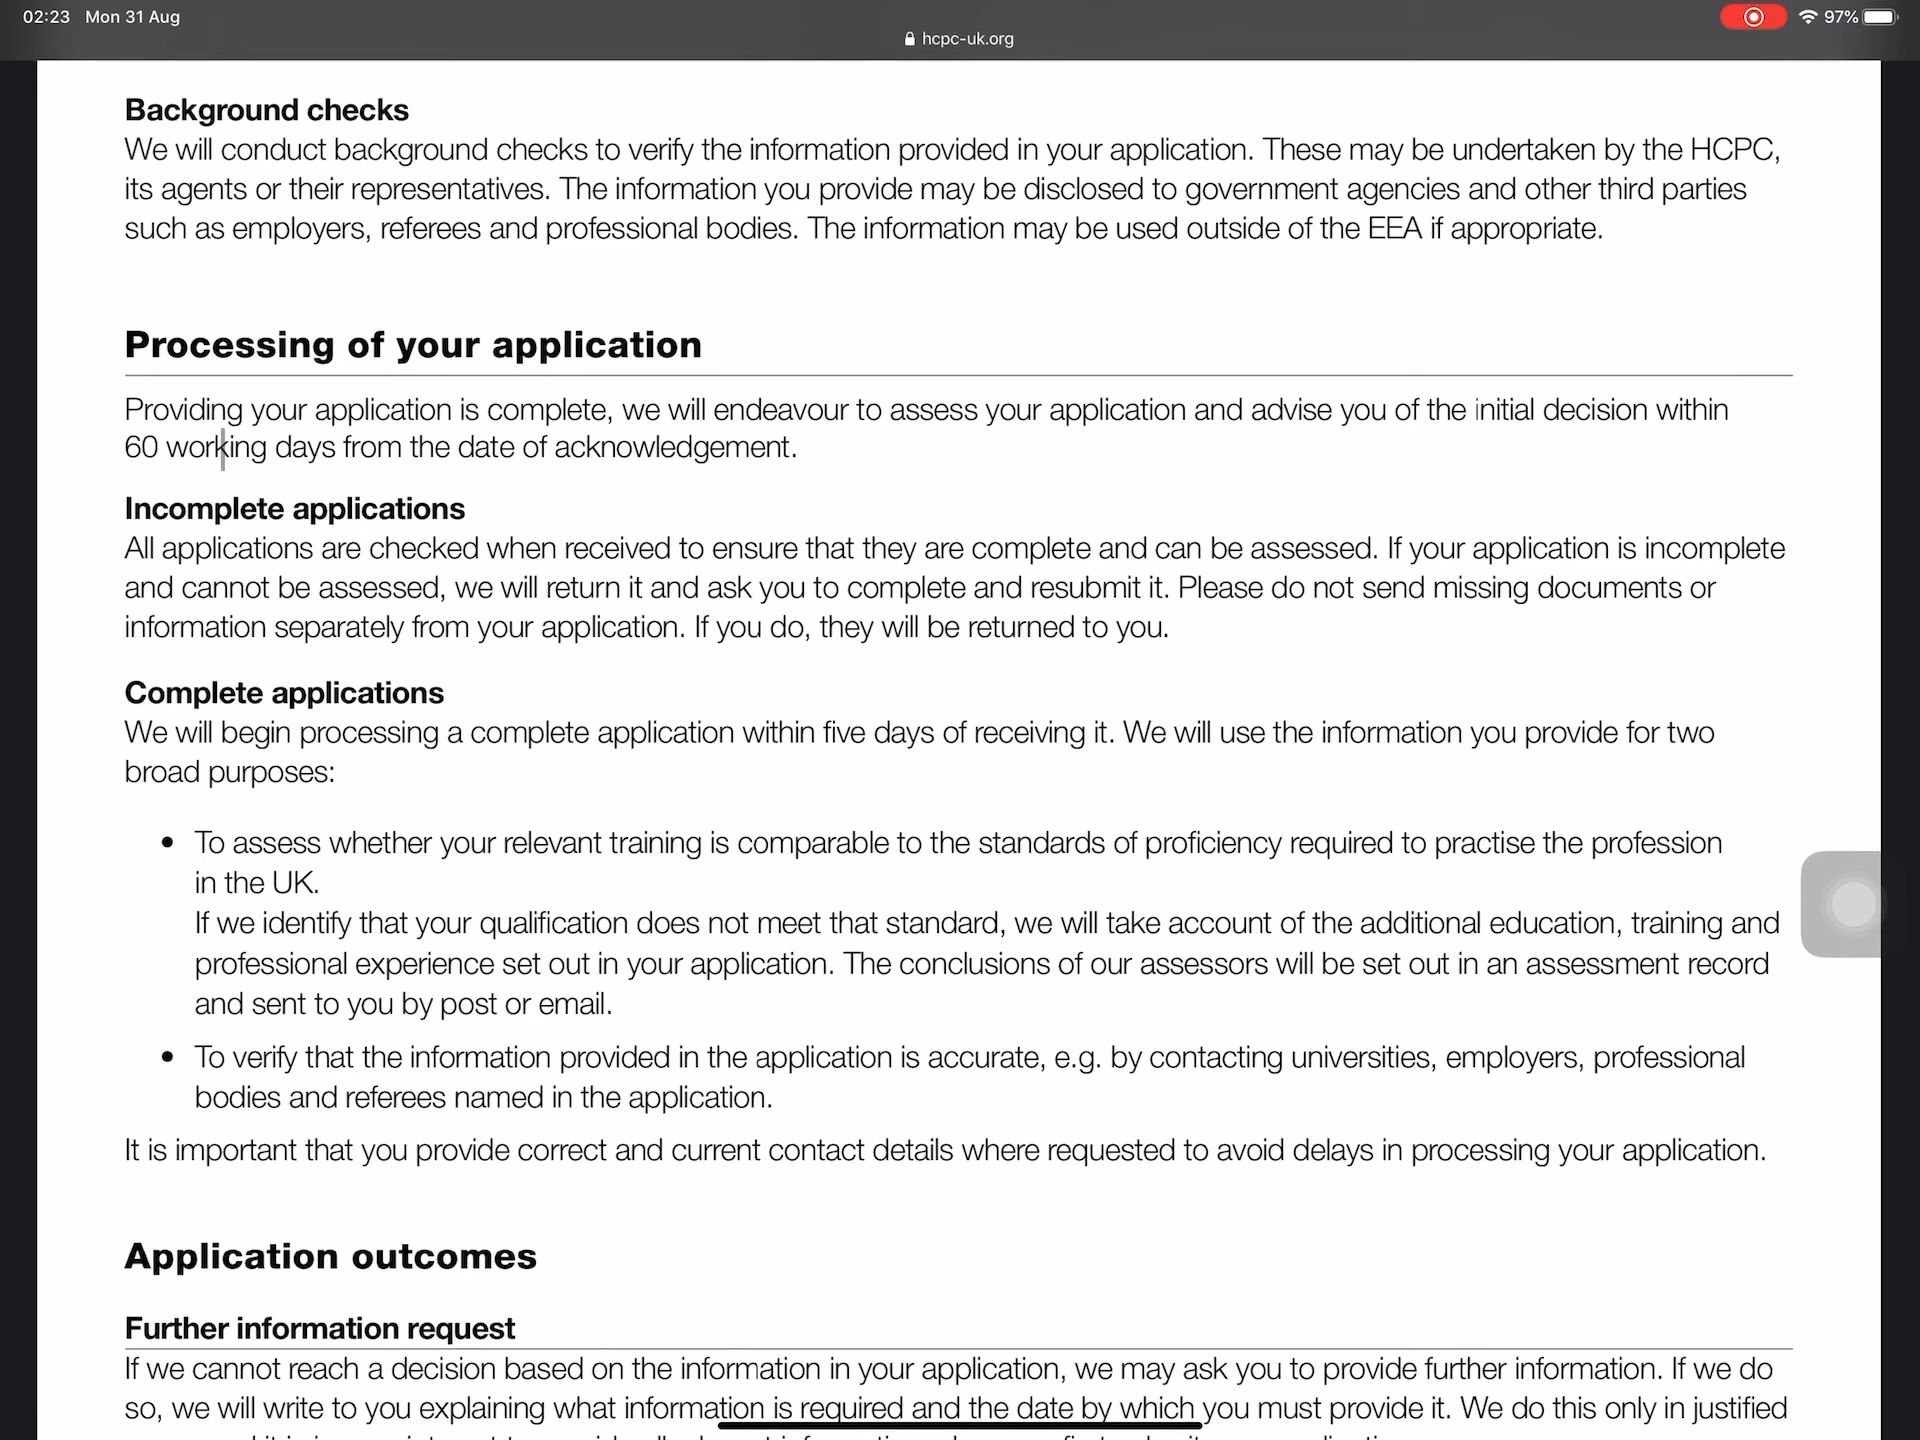 02:23 Mon 31 Aug
97%
hcpc-uk.org
Background checks
We will conduct background checks to verify the information provided in your application. These may be undertaken by the HCPC,
its agents or their representatives. The information you provide may be disclosed to government agencies and other third parties
such as employers, referees and professional bodies. The information may be used outside of the EEA if appropriate.
Processing of your application
Providing your application is complete, we will endeavour to assess your application and advise you of the initial decision within
60 working days from the date of acknowledgement.
Incomplete applications
All applications are checked when received to ensure that they are complete and can be assessed. If your application is incomplete
and cannot be assessed, we will return it and ask you to complete and resubmit it. Please do not send missing documents or
information separately from your application. If you do, they will be returned to you.
Complete applications
We will begin processing a complete application within five days of receiving it. We will use the information you provide for two
broad purposes:
• To assess whether your relevant training is comparable to the standards of proficiency required to practise the profession
in the UK.
If we identify that your qualification does not meet that standard, we will take account of the additional education, training and
professional experience set out in your application. The conclusions of our assessors will be set out in an assessment record
and sent to you by post or email.
• To verify that the information provided in the application is accurate, e.g. by contacting universities, employers, professional
bodies and referees named in the application.
It is important that you provide correct and current contact details where requested to avoid delays in processing your application.
Application outcomes
Further information request
If we cannot reach a decision based on the information in your application, we may ask you to provide further information. If we do
so, we will write to you explaining what information is required and the date by which you must provide it. We do this only in justified